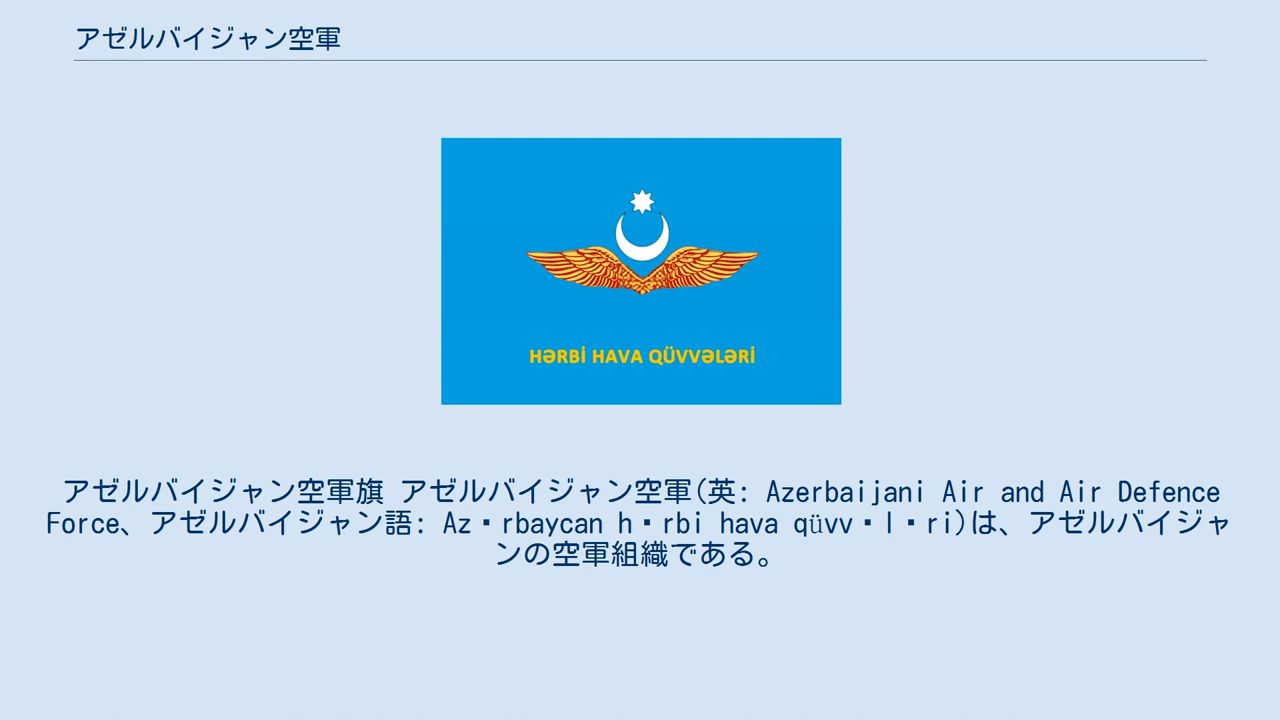 アゼルバイジャン空軍
HƏRBİ HAVA QÜVVƏLƏRİ
アゼルバイジャン空軍旗 アゼルバイジャン空軍(英: Azerbaijani Air and Air Defence
Force、アゼルバイジャン語: Az▪rbaycan h▪rbi hava qüvv▪l▪ri)は、アゼルバイジャ
ンの空軍組織である。